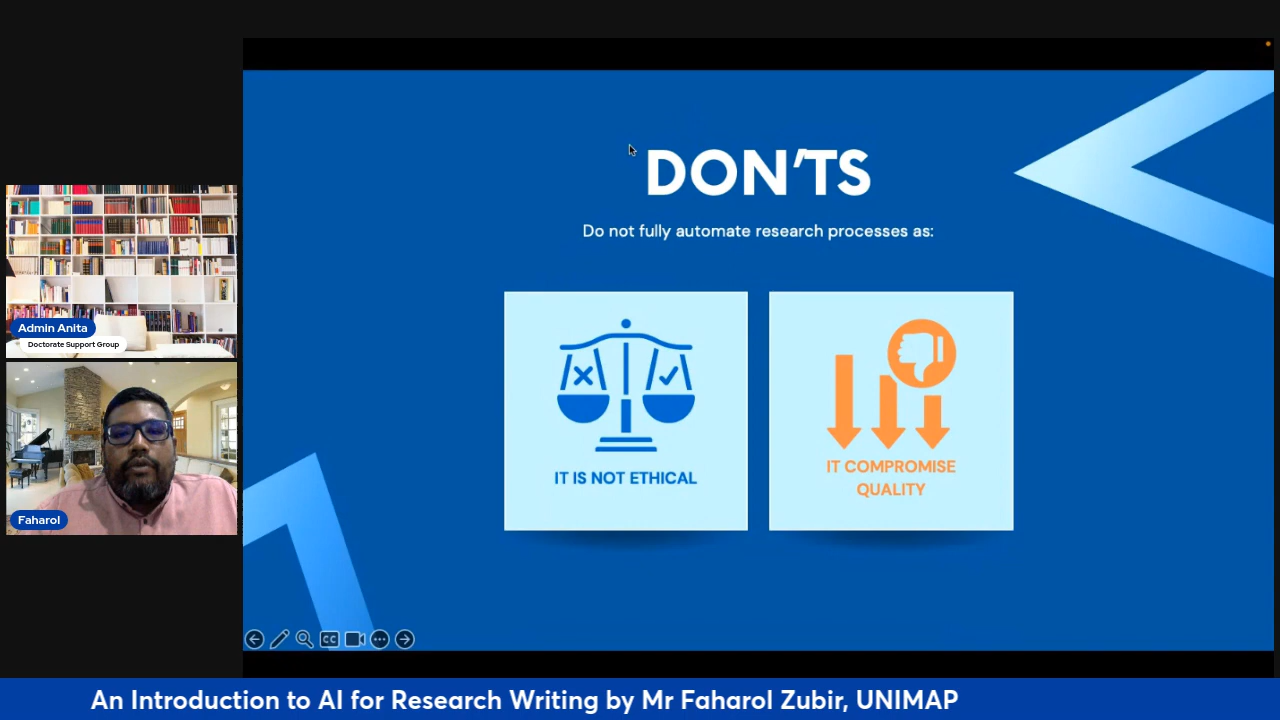 DON'TS
Do not fully automate research processes as:
IT IS NOT ETHICAL
IT COMPROMISE
QUALITY
Admin Anita
Doctorate Support Group
Faharol
CC
An Introduction to AI for Research Writing by Mr Faharol Zubir, UNIMAP